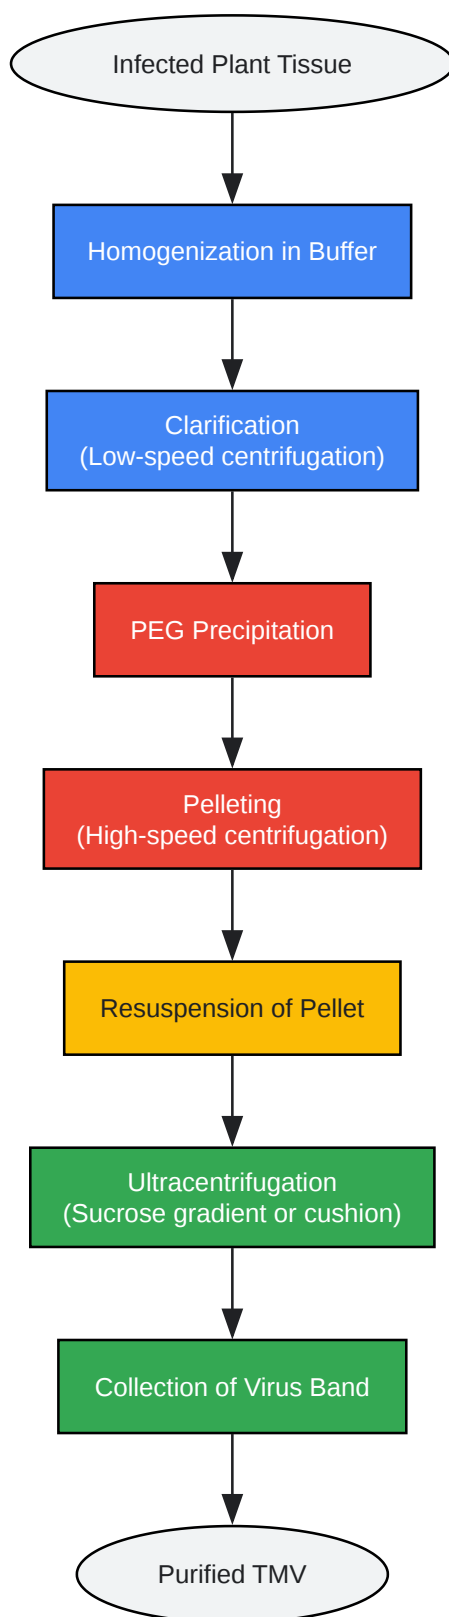 Infected Plant Tissue
Homogenization in Buffer
Clarification
(Low-speed centrifugation)
PEG Precipitation
Pelleting
(High-speed centrifugation)
Resuspension of Pellet
Ultracentrifugation
(Sucrose gradient or cushion)
Collection of Virus Band
Purified TMV